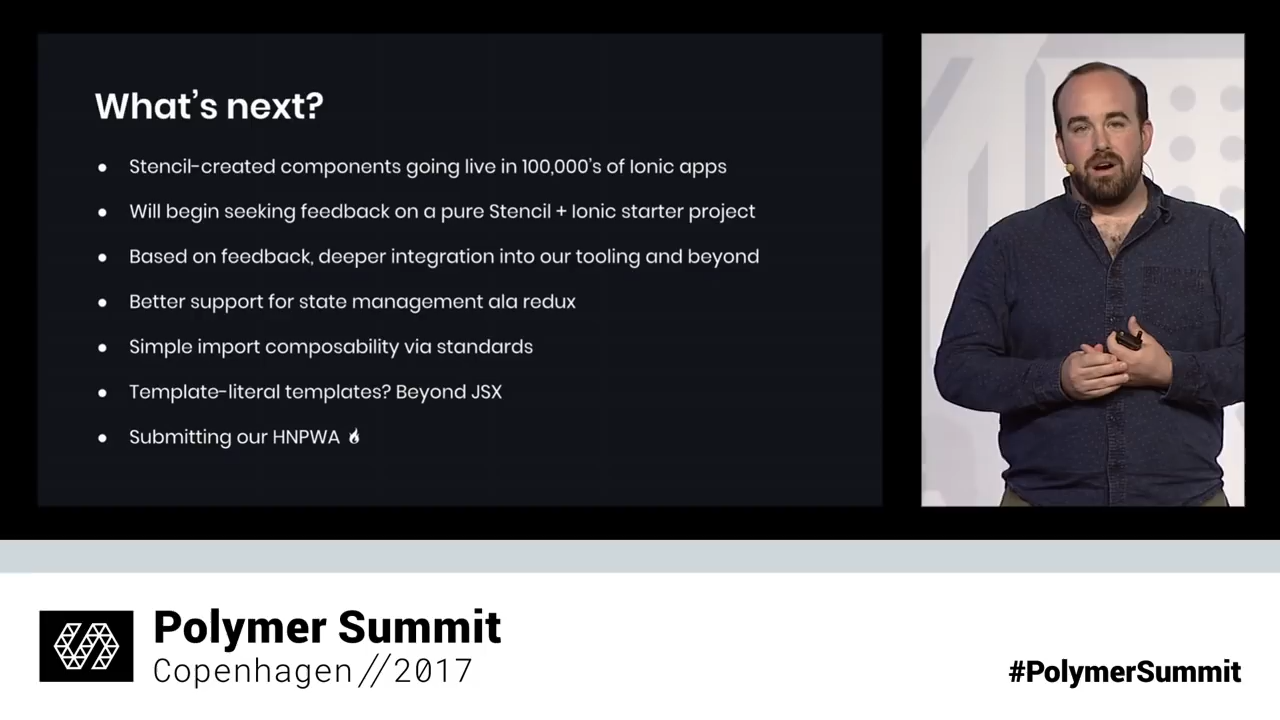 What's next?
Stencil-created components going live in 100,000's of Ionic apps
Will begin seeking feedback on a pure Stencil + Ionic starter project
Based on feedback, deeper integration into our tooling and beyond
Better support for state management ala redux
Simple import composability via standards
Template-literal templates? Beyond JSX
Submitting our HNPWA 🔥
Polymer Summit
Copenhagen//2017
#PolymerSummit